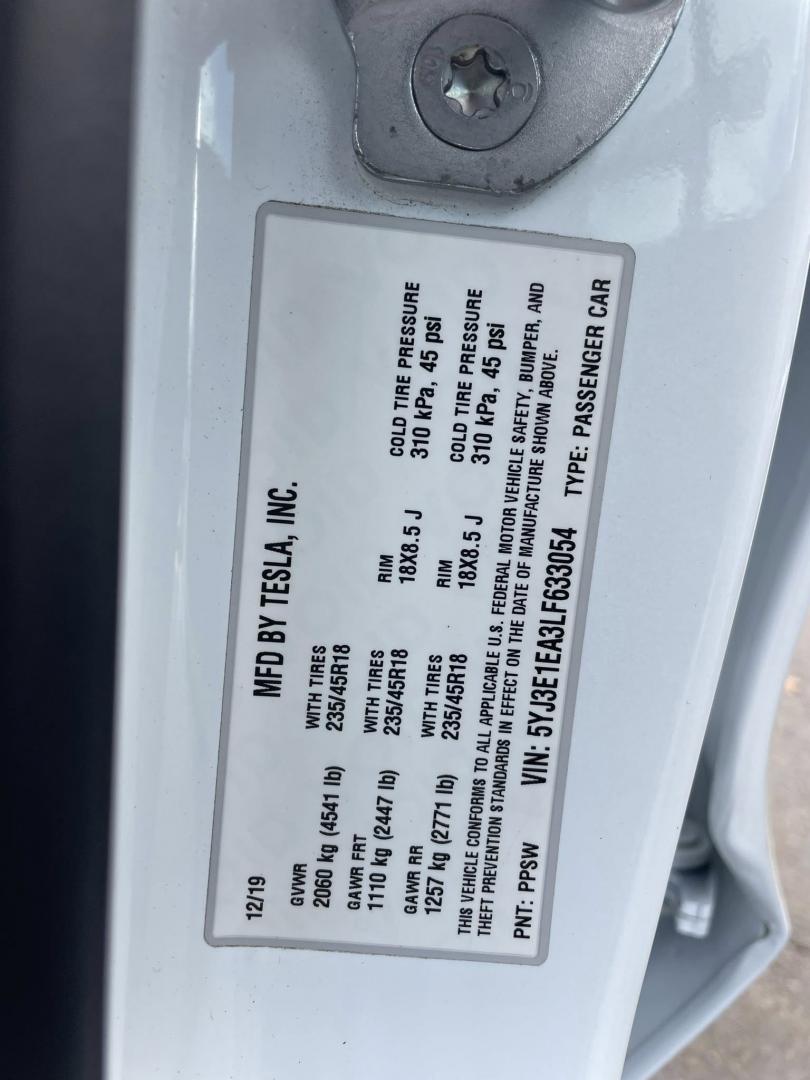 12/19
MFD BY TESLA, INC.
GVWR
2060 kg (4541 lb)
WITH TIRES
235/45R18
GAWR FRT
1110 kg (2447 lb)
WITH TIRES
235/45R18
RIM
18X8.5 J
COLD TIRE PRESSURE
310 kPa, 45 psi
GAWR RR
1257 kg (2771 lb)
WITH TIRES
235/45R18
RIM
18X8.5 J
COLD TIRE PRESSURE
310 kPa, 45 psi
THIS VEHICLE CONFORMS TO ALL APPLICABLE U.S. FEDERAL MOTOR VEHICLE SAFETY, BUMPER, AND
THEFT PREVENTION STANDARDS IN EFFECT ON THE DATE OF MANUFACTURE SHOWN ABOVE.
PNT: PPSW VIN: 5YJ3E1EA3LF633054 TYPE: PASSENGER CAR